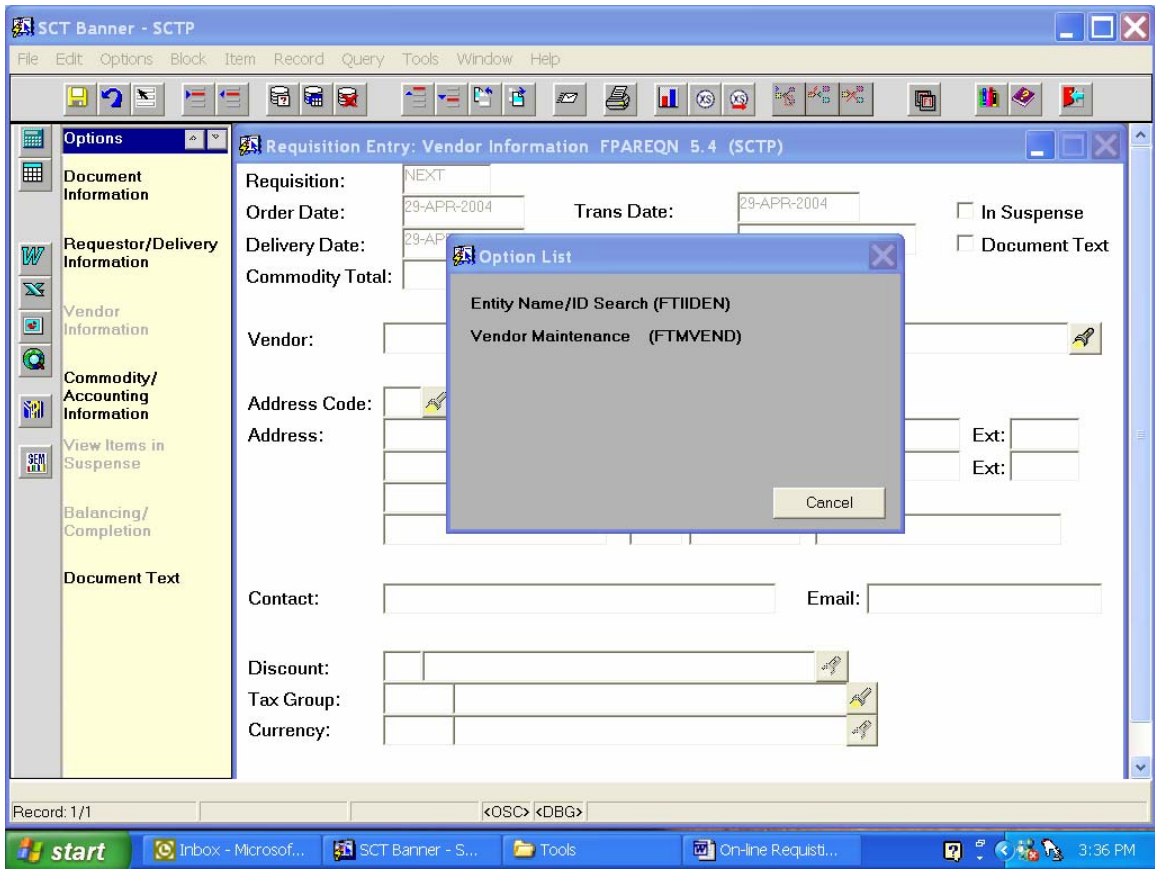 SCT Banner - SCTP
File Edit Options Block Item Record Query Tools Window Help
Options
Document
Information
Requestor/Delivery
Information
Vendor
Information
Commodity/
Accounting
Information
View Items in
Suspense
Balancing/
Completion
Document Text
Requisition Entry: Vendor Information FPAREQN 5.4 (SCTP)
Requisition: NEXT
Order Date: 29-APR-2004 Trans Date: 29-APR-2004 In Suspense
Delivery Date: 29-AP Document Text
Commodity Total:
Vendor:
Address Code:
Address: Ext:
Ext:
Contact: Email:
Discount:
Tax Group:
Currency:
Option List
Entity Name/ID Search (FTIIDEN)
Vendor Maintenance (FTMVEND)
Cancel
Record: 1/1 <OSC> <DBG>
start Inbox - Microsof... SCT Banner - S... Tools On-line Requisti... 3:36 PM